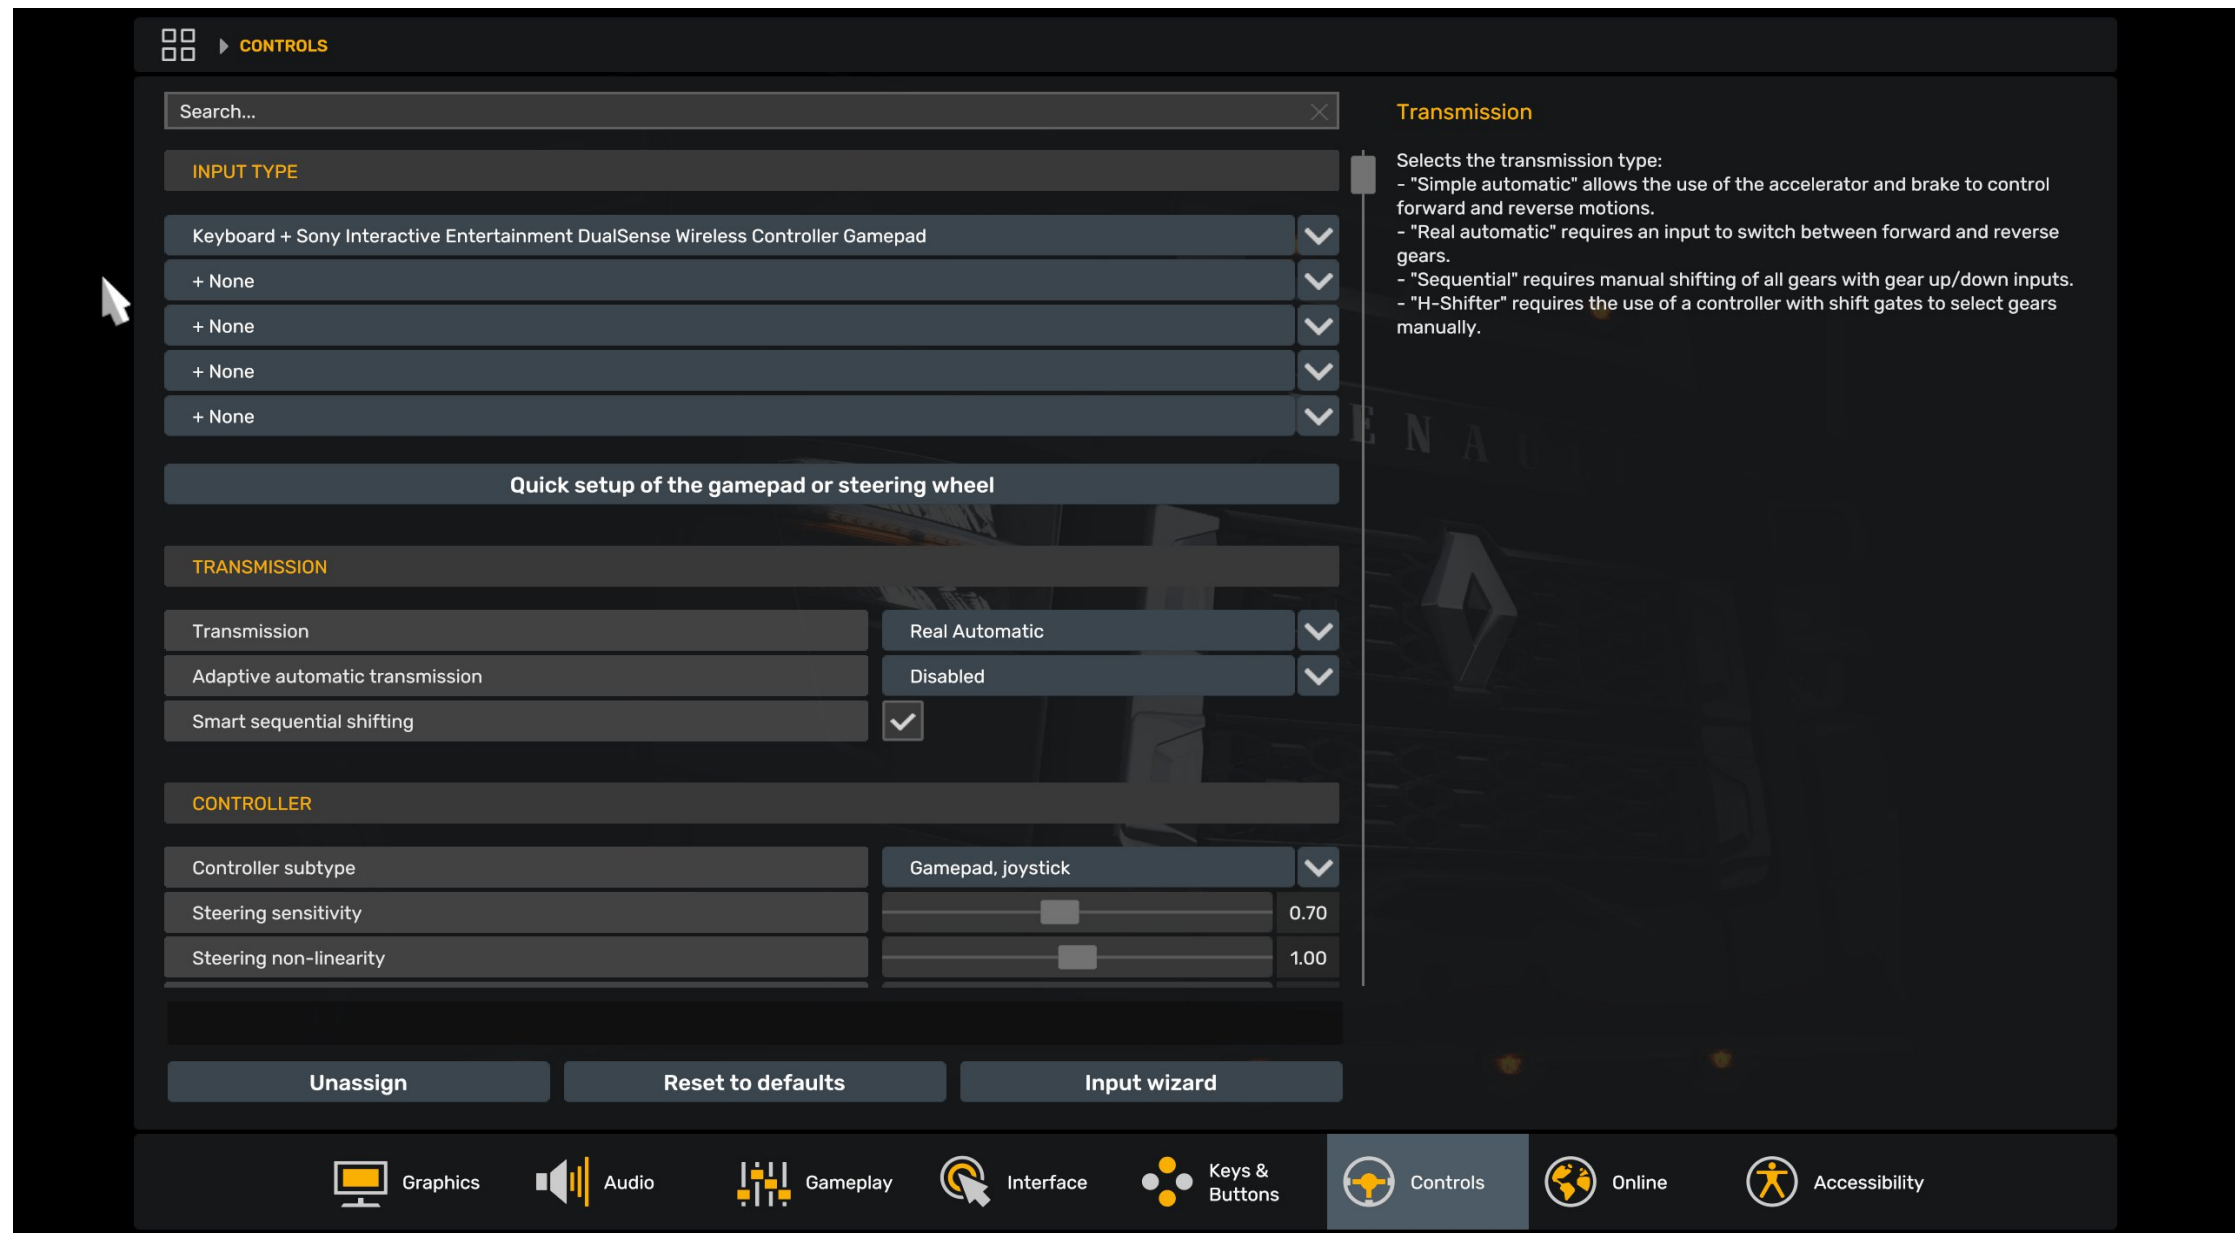 CONTROLS
Search...
INPUT TYPE
Keyboard + Sony Interactive Entertainment DualSense Wireless Controller Gamepad
+ None
+ None
+ None
+ None
Quick setup of the gamepad or steering wheel
TRANSMISSION
Transmission
Real Automatic
Adaptive automatic transmission
Disabled
Smart sequential shifting
CONTROLLER
Controller subtype
Gamepad, joystick
Steering sensitivity
0.70
Steering non-linearity
1.00
Unassign
Reset to defaults
Input wizard
Transmission
Selects the transmission type:
- "Simple automatic" allows the use of the accelerator and brake to control
forward and reverse motions.
- "Real automatic" requires an input to switch between forward and reverse
gears.
- "Sequential" requires manual shifting of all gears with gear up/down inputs.
- "H-Shifter" requires the use of a controller with shift gates to select gears
manually.
ENAU
Graphics
Audio
Gameplay
Interface
Keys &
Buttons
Controls
Online
Accessibility